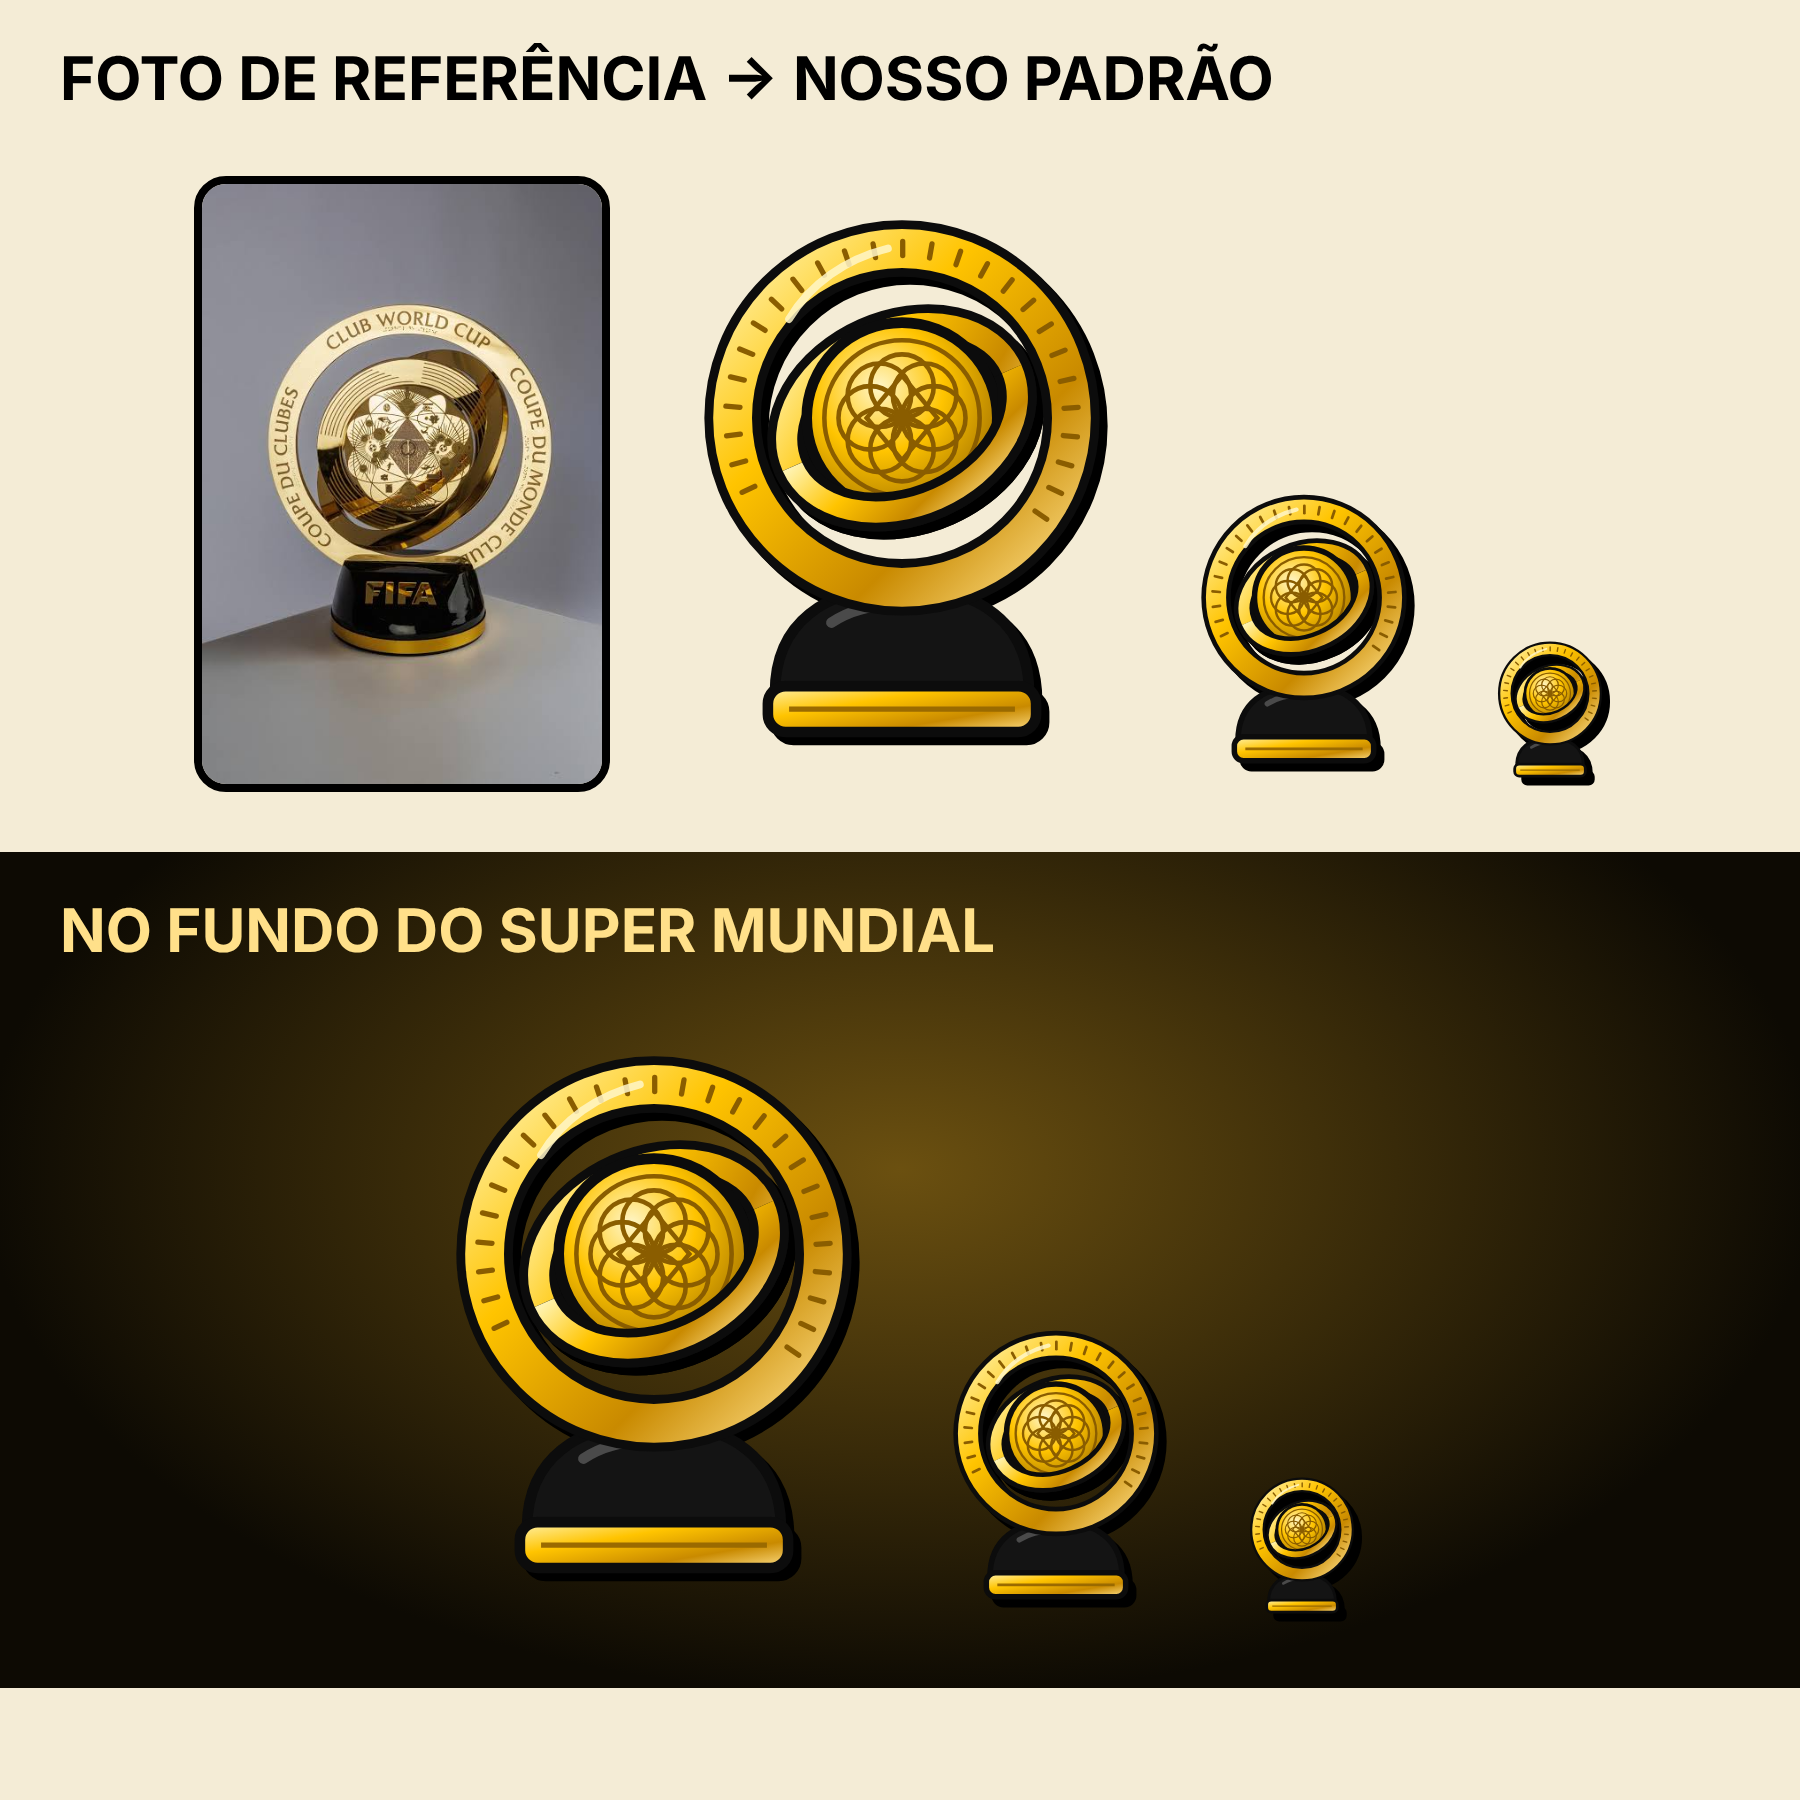 FOTO DE REFERÊNCIA → NOSSO PADRÃO
CLUB WORLD CUP
COUPE DU MONDE CLUB
COUPE DU CLUBES
FIFA
NO FUNDO DO SUPER MUNDIAL